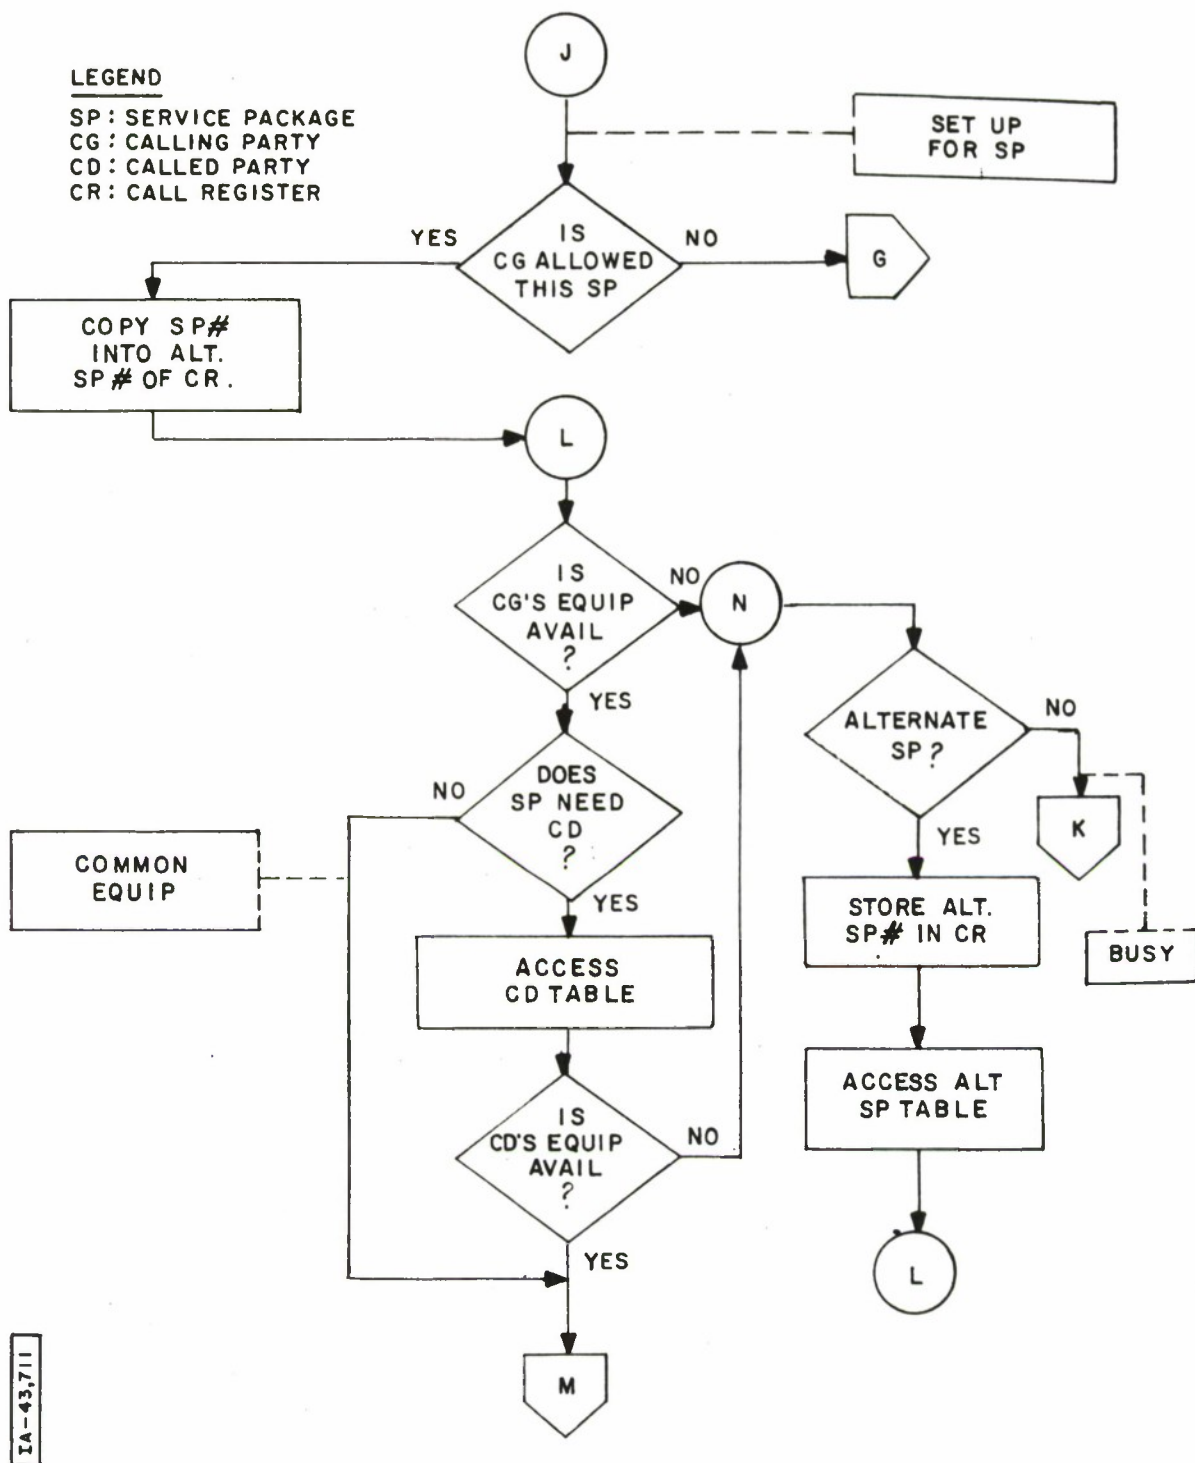 J
LEGEND
SP: SERVICE PACKAGE
CG: CALLING PARTY
CD: CALLED PARTY
CR: CALL REGISTER
SET UP
FOR SP
IS
CG ALLOWED
THIS SP
YES
NO
G
COPY SP#
INTO ALT.
SP# OF CR.
L
IS
CG'S EQUIP
AVAIL
?
NO
N
YES
ALTERNATE
SP?
NO
K
BUSY
YES
DOES
SP NEED
CD
?
NO
COMMON
EQUIP
YES
STORE ALT.
SP# IN CR
ACCESS
CD TABLE
ACCESS ALT
SP TABLE
IS
CD'S EQUIP
AVAIL
?
NO
YES
L
M
IA-43,711